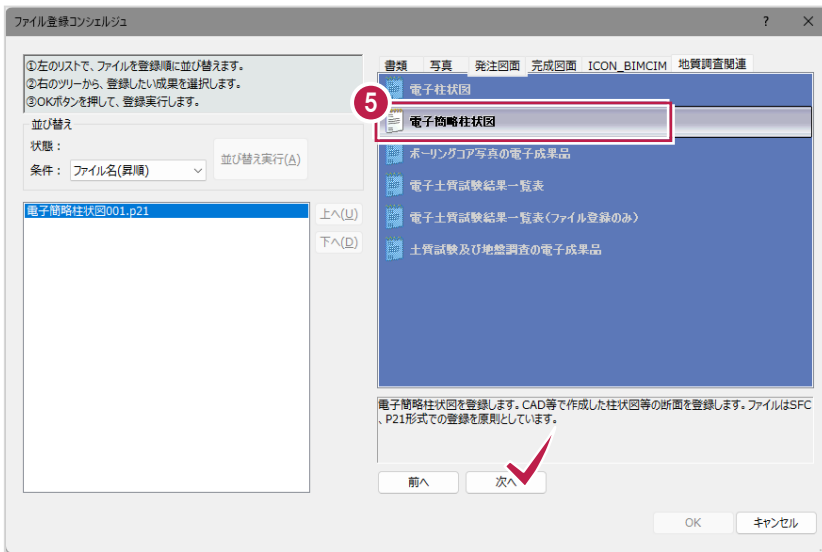 ファイル登録コンシェルジュ
?
①左のリストで、ファイルを登録順に並び替えます。
②右のツリーから、登録したい成果を選択します。
③OKボタンを押して、登録実行します。
並び替え
状態：
条件： ファイル名(昇順)
並び替え実行(A)
電子簡略柱状図001.p21
上へ(U)
下へ(D)
書類 写真 発注図面 完成図面 ICON_BIMCIM 地質調査関連
電子柱状図
5
電子簡略柱状図
ボーリングコア写真の電子成果品
電子土質試験結果一覧表
電子土質試験結果一覧表(ファイル登録のみ)
土質試験及び地盤調査の電子成果品
電子簡略柱状図を登録します。CAD等で作成した柱状図等の断面を登録します。ファイルはSFC
、P21形式での登録を原則としています。
前へ
次へ
OK
キャンセル